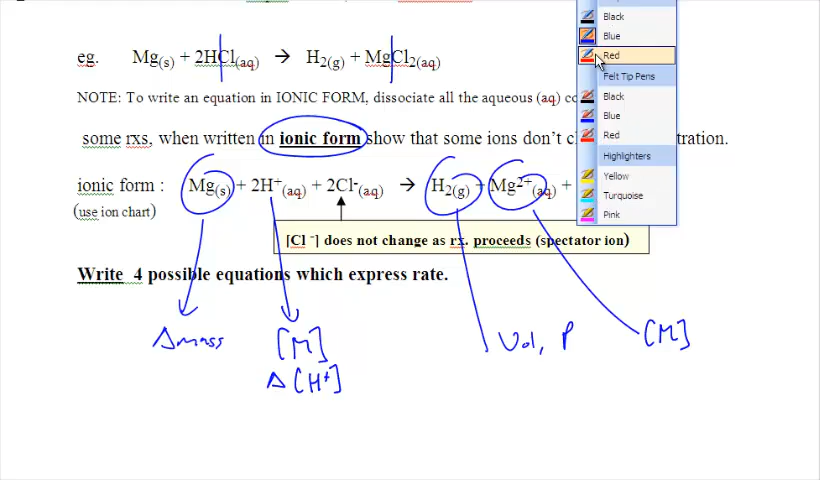 Black
Blue
Red
Felt Tip Pens
Black
Blue
Red
Highlighters
Yellow
Turquoise
Pink
eg. Mg(s) + 2HCl(aq) → H2(g) + MgCl2(aq)
NOTE: To write an equation in IONIC FORM, dissociate all the aqueous (aq)
some rxs, when written in ionic form show that some ions don't
ionic form : Mg(s) + 2H+(aq) + 2Cl-(aq) → H2(g) + Mg2+(aq) +
(use ion chart)
[Cl -] does not change as rx. proceeds (spectator ion)
Write 4 possible equations which express rate.
Δmass [M] Vol, P [M]
Δ[H+]